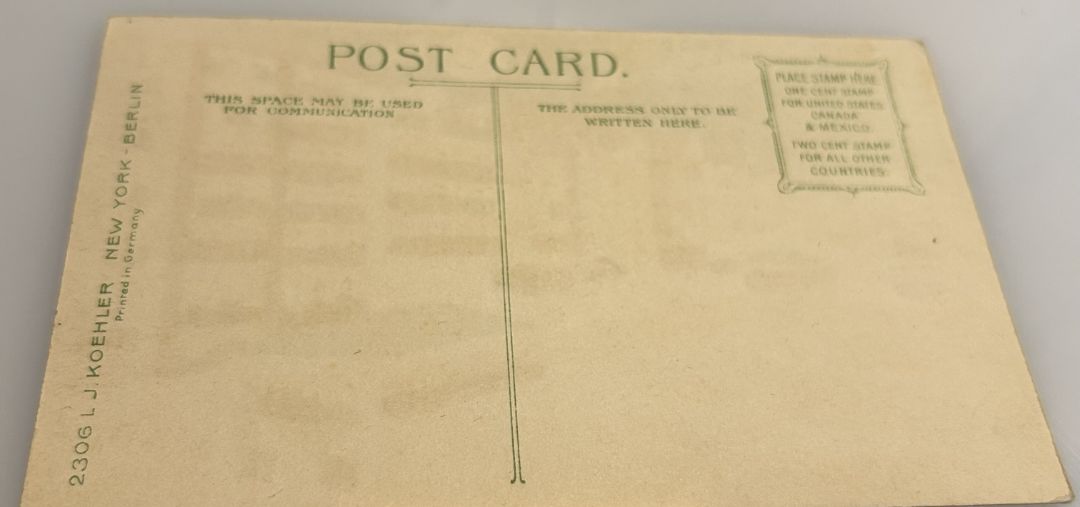 POST CARD.
THIS SPACE MAY BE USED
FOR COMMUNICATION
THE ADDRESS ONLY TO BE
WRITTEN HERE.
PLACE STAMP HERE
ONE CENT STAMP
FOR UNITED STATES
CANADA
& MEXICO.
TWO CENT STAMP
FOR ALL OTHER
COUNTRIES
2306 L J. KOEHLER NEW YORK - BERLIN
Printed in Germany